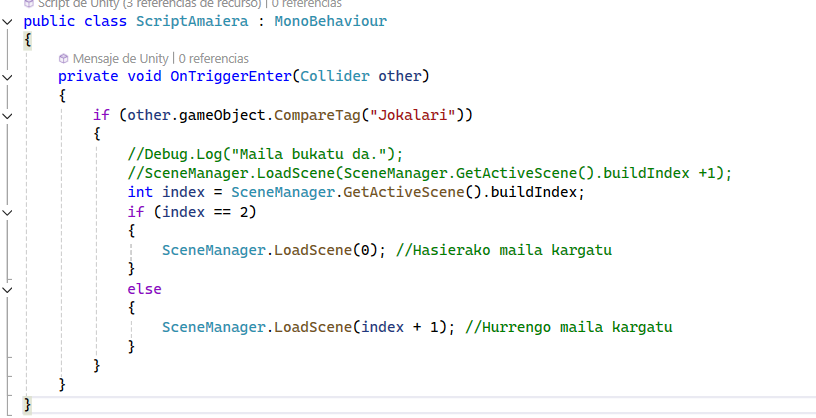 Script de Unity (3 referencias de recurso) | 0 referencias
public class ScriptAmaiera : MonoBehaviour
{
Mensaje de Unity | 0 referencias
private void OnTriggerEnter(Collider other)
{
if (other.gameObject.CompareTag("Jokalari"))
{
//Debug.Log("Maila bukatu da.");
//SceneManager.LoadScene(SceneManager.GetActiveScene().buildIndex +1);
int index = SceneManager.GetActiveScene().buildIndex;
if (index == 2)
{
SceneManager.LoadScene(0); //Hasierako maila kargatu
}
else
{
SceneManager.LoadScene(index + 1); //Hurrengo maila kargatu
}
}
}
}